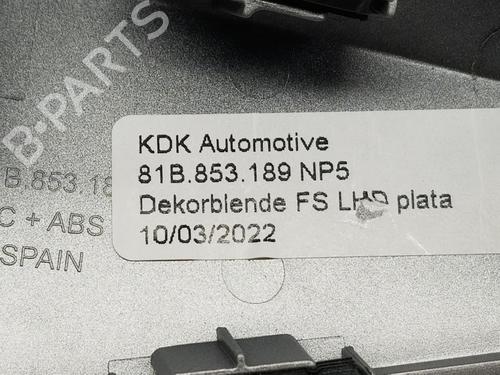 B-PARTS
KDK Automotive
81B.853.189 NP5
Dekorblende FS LHD plata
10/03/2022
B.853.18
C + ABS
SPAIN